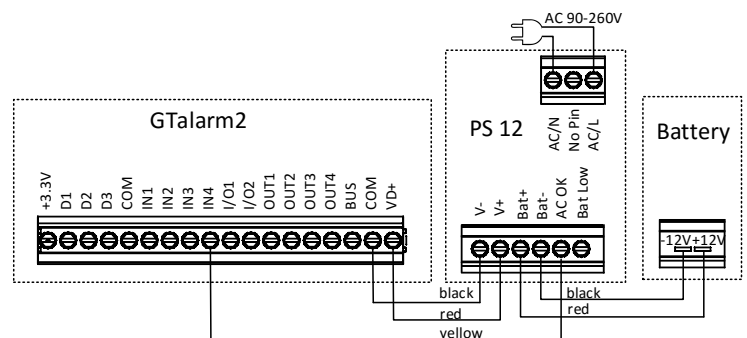 AC 90-260V
GTalarm2
PS 12
Battery
AC/N
No Pin
AC/L
+3.3V
D1
D2
D3
COM
IN1
IN2
IN3
IN4
I/O1
I/O2
OUT1
OUT2
OUT3
OUT4
BUS
COM
VD+
V-
V+
Bat+
Bat-
AC OK
Bat Low
-12V +12V
black
red
yellow
black
red